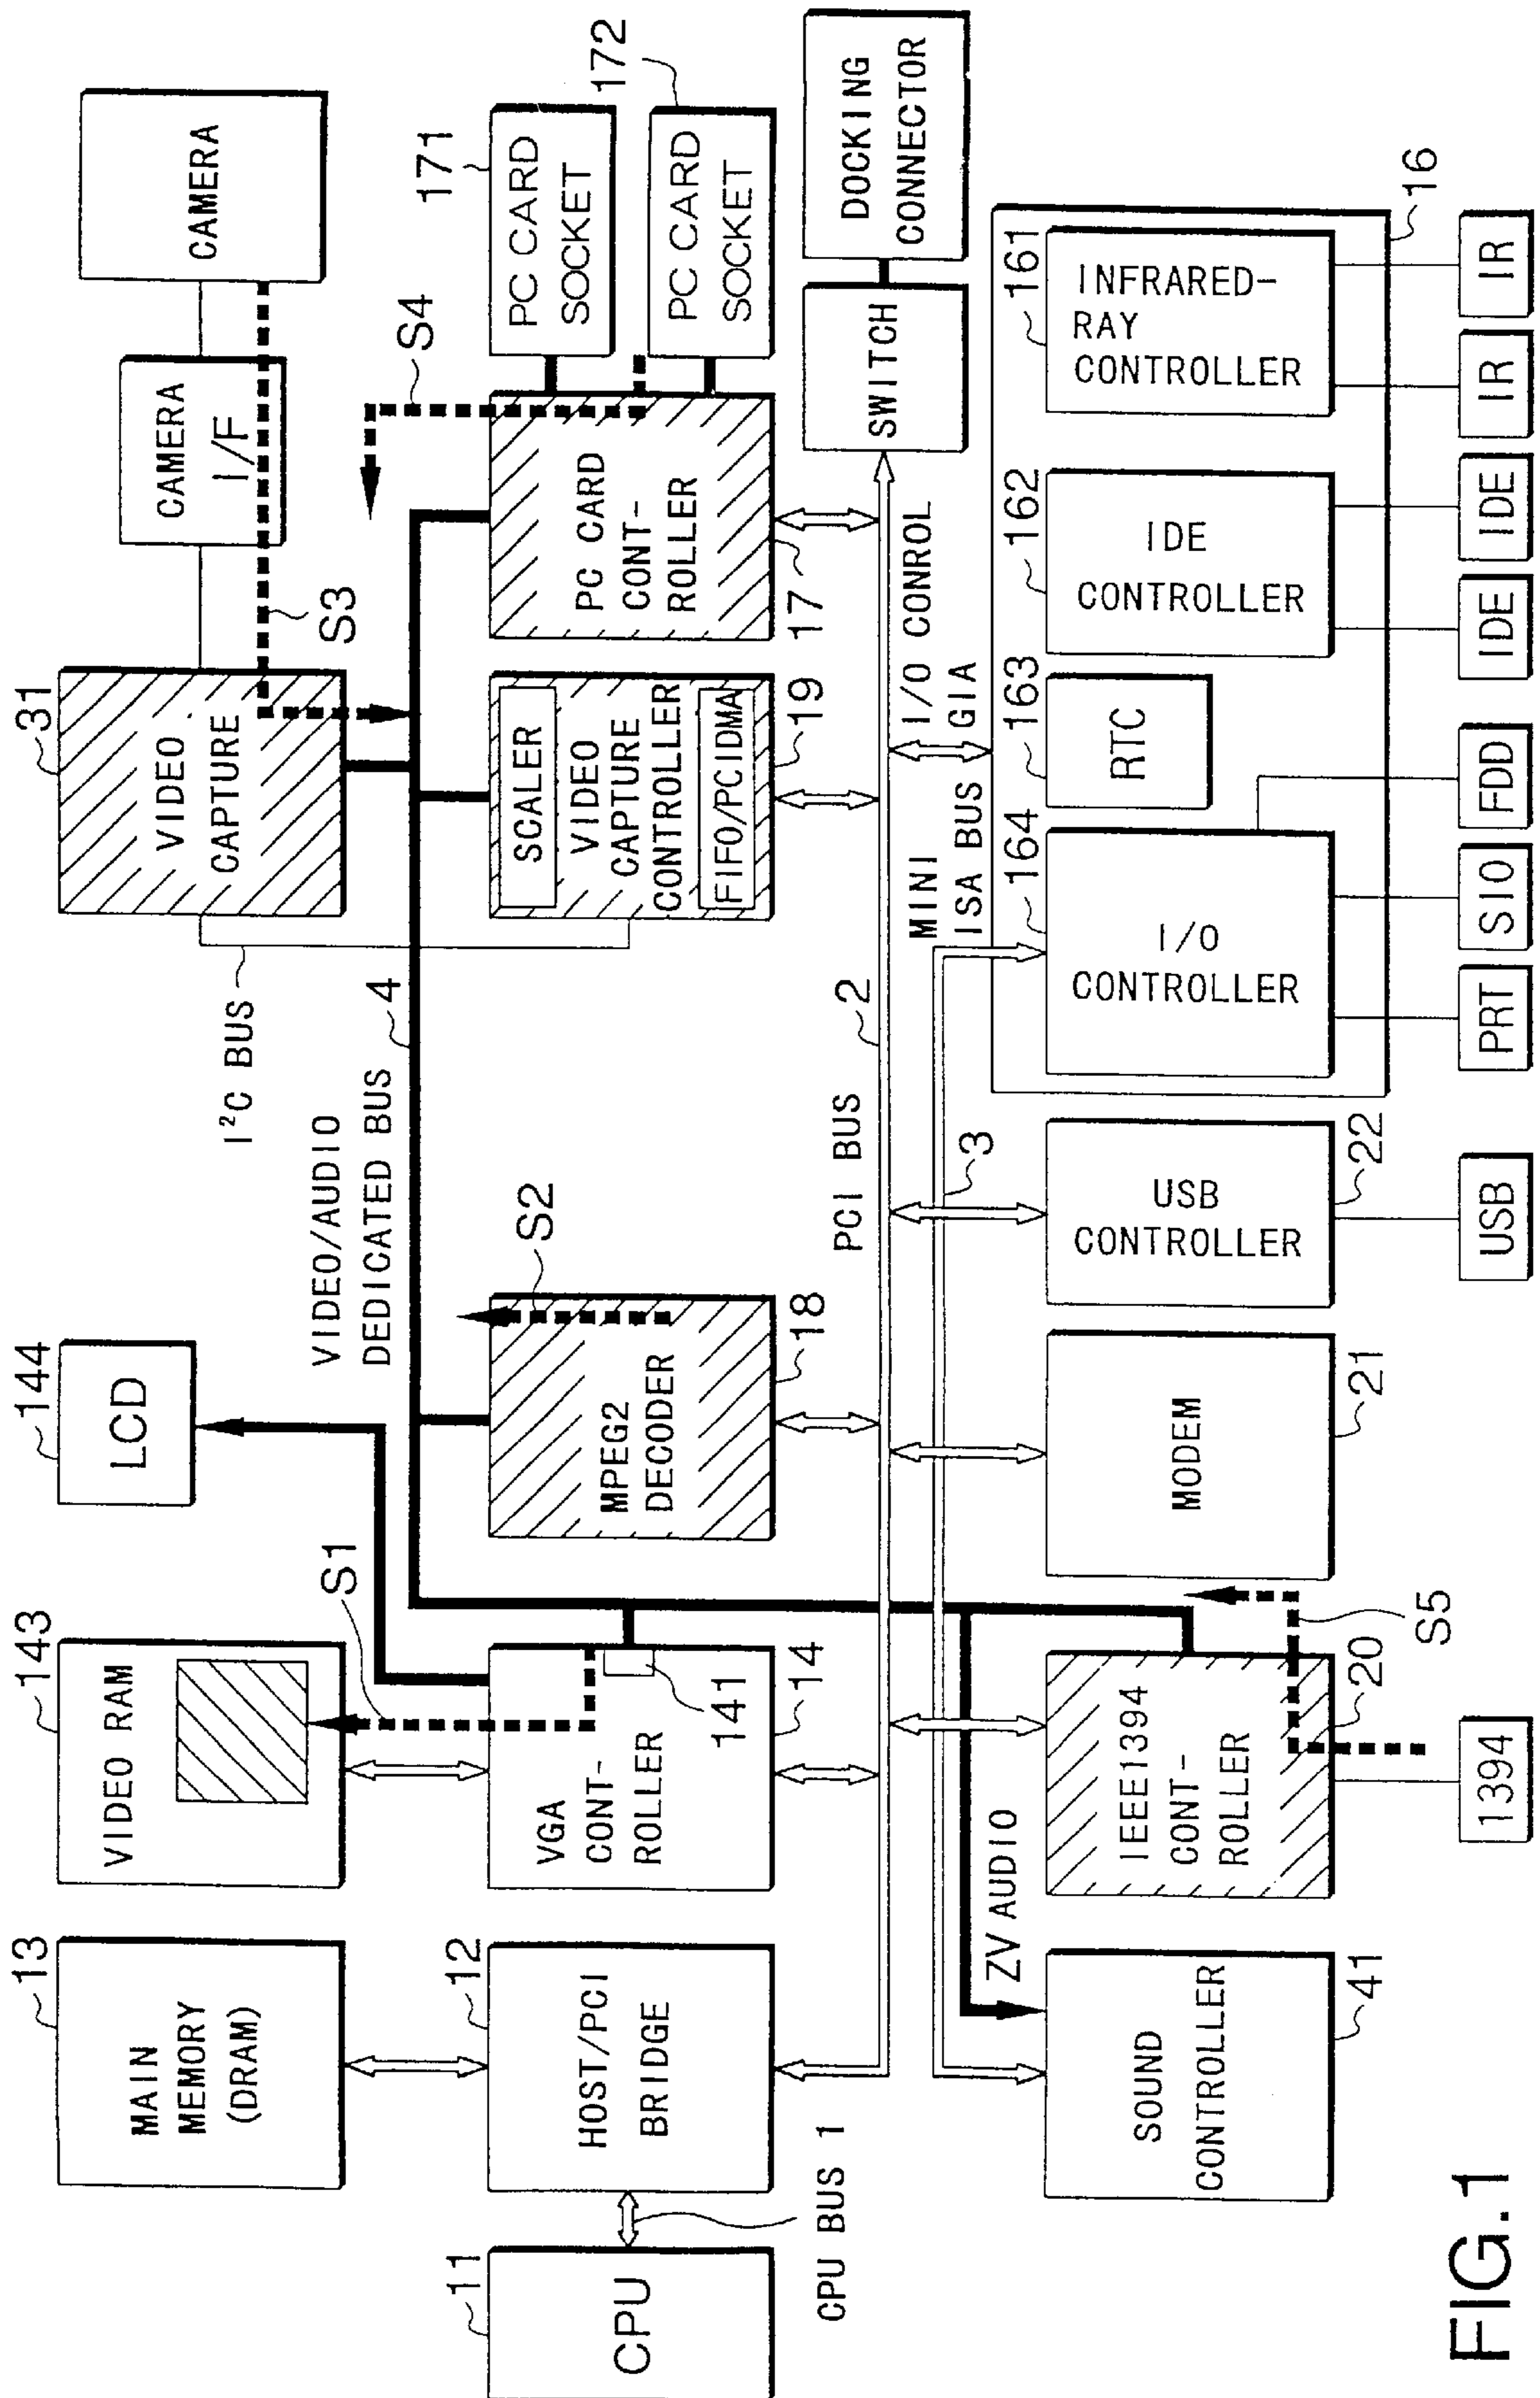 13
MAIN
MEMORY
(DRAM)
143
VIDEO RAM
S1
144
LCD
31
VIDEO
CAPTURE
S3
CAMERA
I/F
CAMERA
I²C BUS
VIDEO/AUDIO
DEDICATED BUS
4
11
CPU
12
HOST/PCI
BRIDGE
CPU BUS 1
VGA
CONT-
ROLLER
141
14
MPEG2
DECODER
S2
18
SCALER
VIDEO
CAPTURE
CONTROLLER
FIFO/PCIDMA
19
PC CARD
CONT-
ROLLER
17
S4
171
PC CARD
SOCKET
172
PC CARD
SOCKET
PCI BUS
2
SWITCH
DOCKING
CONNECTOR
3
MINI
ISA BUS
I/O CONROL
GIA
ZV AUDIO
SOUND
CONTROLLER
41
IEEE1394
CONT-
ROLLER
20
S5
MODEM
21
USB
CONTROLLER
22
164
I/O
CONTROLLER
163
RTC
162
IDE
CONTROLLER
161
INFRARED-
RAY
CONTROLLER
16
1394
USB
PRT
SIO
FDD
IDE
IDE
IR
IR
FIG.1